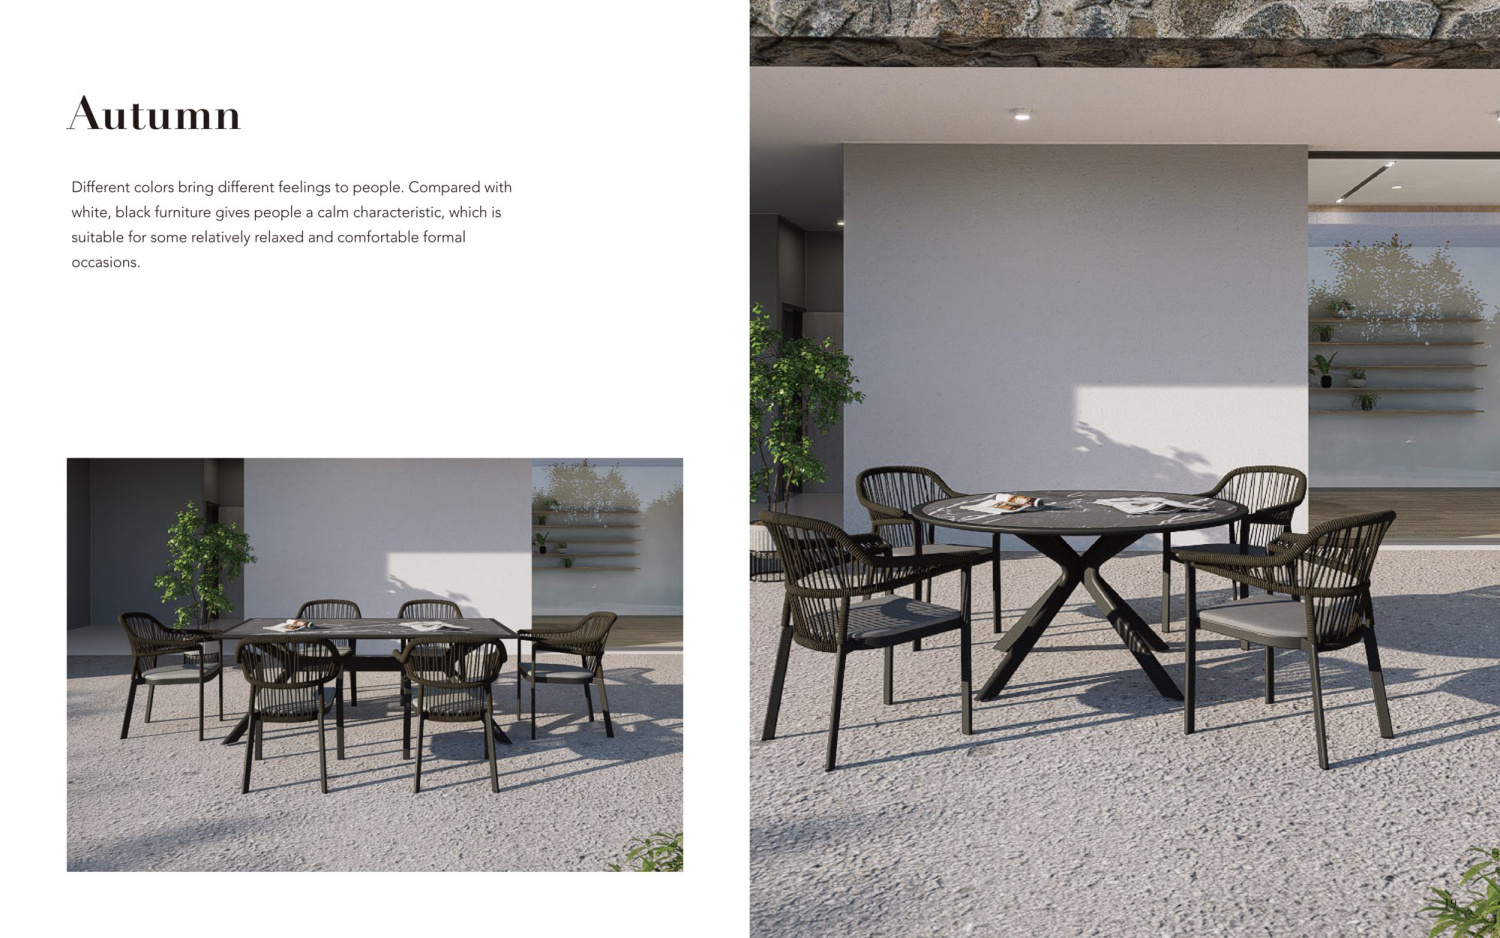 Autumn
Different colors bring different feelings to people. Compared with
white, black furniture gives people a calm characteristic, which is
suitable for some relatively relaxed and comfortable formal
occasions.
19